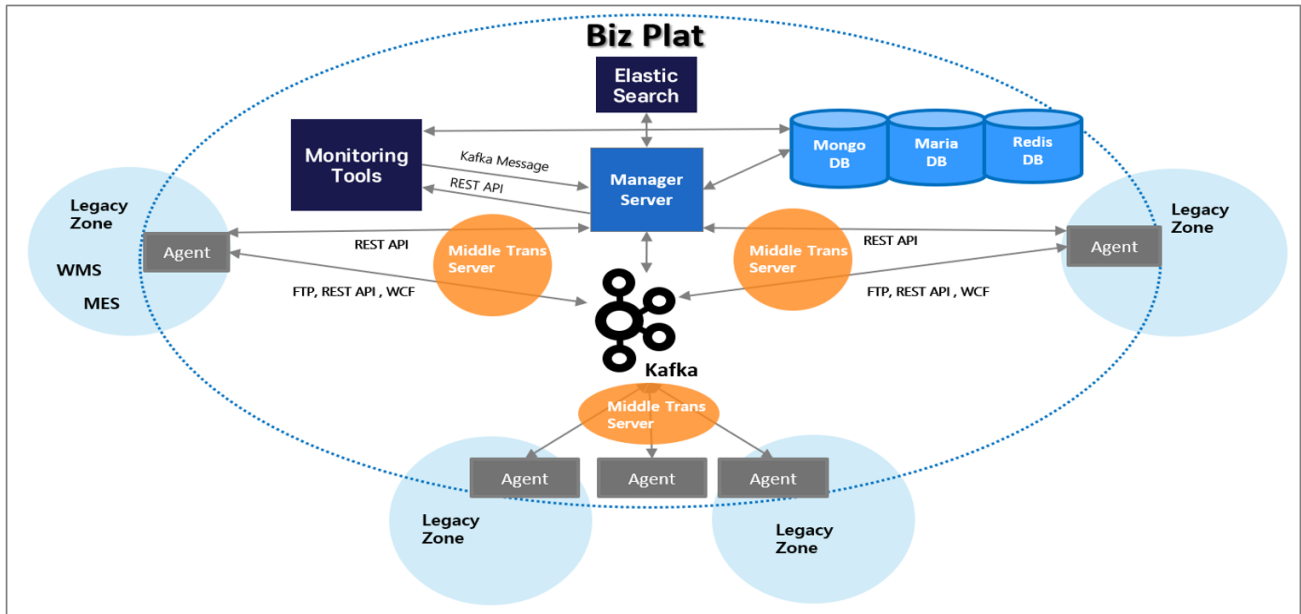 Biz Plat
Elastic
Search
Monitoring
Tools
Kafka Message
REST API
Manager
Server
Mongo
DB
Maria
DB
Redis
DB
Legacy
Zone
WMS
MES
Agent
REST API
FTP, REST API , WCF
Middle Trans
Server
Middle Trans
Server
REST API
FTP, REST API , WCF
Agent
Legacy
Zone
Kafka
Middle Trans
Server
Agent
Agent
Agent
Legacy
Zone
Legacy
Zone